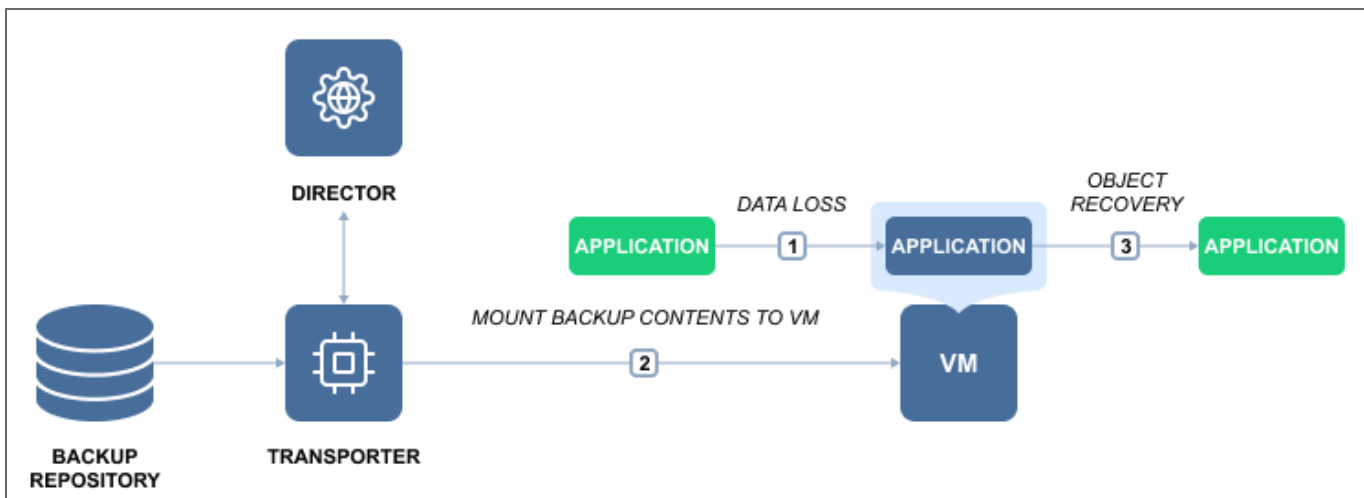 DIRECTOR
DATA LOSS
OBJECT
RECOVERY
APPLICATION
1
APPLICATION
3
APPLICATION
MOUNT BACKUP CONTENTS TO VM
2
VM
BACKUP
REPOSITORY
TRANSPORTER